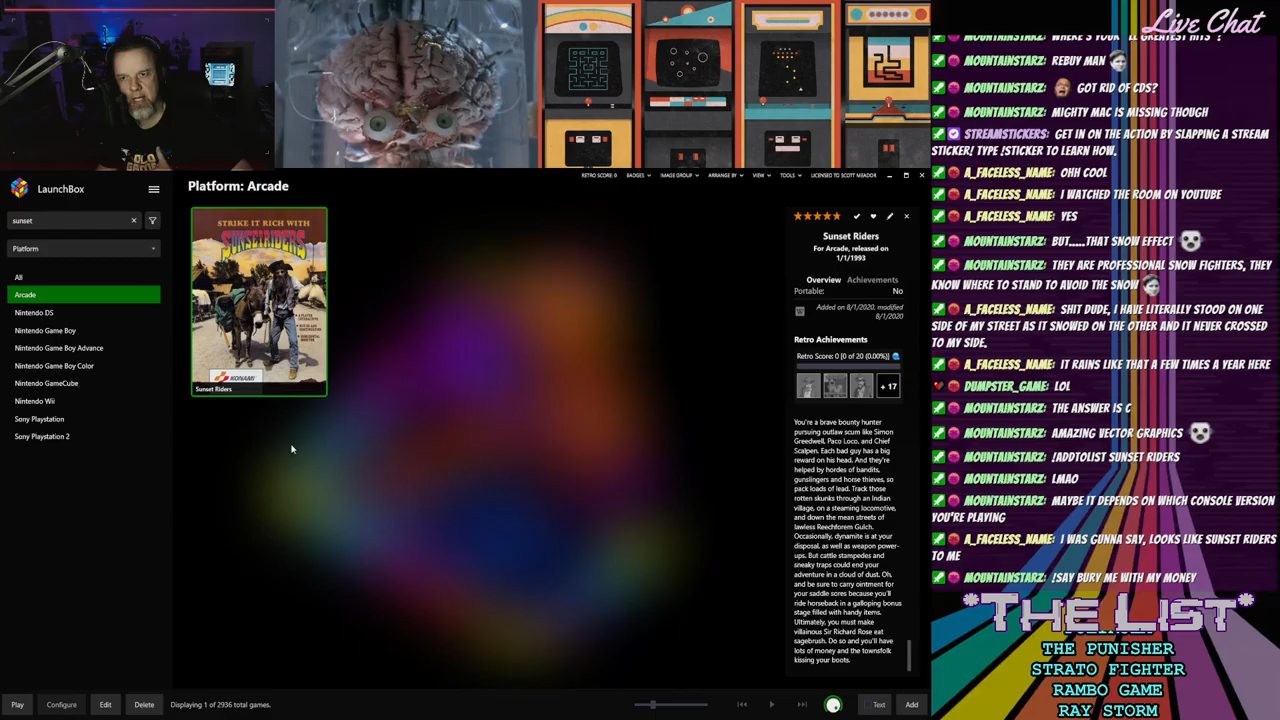 RETRO SCORE: 0
BADGES
IMAGE GROUP
ARRANGE BY
VIEW
TOOLS
LICENSED TO SCOTT MEADOR
LaunchBox
sunset
Platform
All
Arcade
Nintendo DS
Nintendo Game Boy
Nintendo Game Boy Advance
Nintendo Game Boy Color
Nintendo GameCube
Nintendo Wii
Sony Playstation
Sony Playstation 2
Platform: Arcade
STRIKE IT RICH WITH
SUNSETRIDERS
KONAMI
Sunset Riders
Sunset Riders
For Arcade, released on
1/1/1993
Overview
Achievements
Portable:
No
Added on 8/1/2020, modified
8/1/2020
Retro Achievements
Retro Score: 0 [0 of 20 (0.00%)]
+ 17
You're a brave bounty hunter
pursuing outlaw scum like Simon
Greedwell, Paco Loco, and Chief
Scalpen. Each bad guy has a big
reward on his head. And they're
helped by hordes of bandits,
gunslingers and horse thieves, so
pack loads of lead. Track those
rotten skunks through an Indian
village, on a steaming locomotive,
and down the mean streets of
lawless Reechforem Gulch.
Occasionally, dynamite is at your
disposal, as well as weapon power-
ups. But cattle stampedes and
sneaky traps could end your
adventure in a cloud of dust. Oh,
and be sure to carry ointment for
your saddle sores because you'll
ride horseback in a galloping bonus
stage filled with handy items.
Ultimately, you must make
villainous Sir Richard Rose eat
sagebrush. Do so and you'll have
lots of money and the townsfolk
kissing your boots.
Play
Configure
Edit
Delete
Displaying 1 of 2936 total games.
Text
Add
Live Chat
MOUNTAINSTARZ: WHERE'S YOUR LL GREATEST HITS?
MOUNTAINSTARZ: REBUY MAN
MOUNTAINSTARZ: GOT RID OF CDS?
MOUNTAINSTARZ: MIGHTY MAC IS MISSING THOUGH
STREAMSTICKERS: GET IN ON THE ACTION BY SLAPPING A STREAM
STICKER! TYPE !STICKER TO LEARN HOW.
A_FACELESS_NAME: OHH COOL
A_FACELESS_NAME: I WATCHED THE ROOM ON YOUTUBE
A_FACELESS_NAME: YES
MOUNTAINSTARZ: BUT.....THAT SNOW EFFECT
MOUNTAINSTARZ: THEY ARE PROFESSIONAL SNOW FIGHTERS, THEY
KNOW WHERE TO STAND TO AVOID THE SNOW
A_FACELESS_NAME: SHIT DUDE, I HAVE LITERALLY STOOD ON ONE
SIDE OF MY STREET AS IT SNOWED ON THE OTHER AND IT NEVER CROSSED
TO MY SIDE.
A_FACELESS_NAME: IT RAINS LIKE THAT A FEW TIMES A YEAR HERE
DUMPSTER_GAME: LOL
MOUNTAINSTARZ: THE ANSWER IS C
MOUNTAINSTARZ: AMAZING VECTOR GRAPHICS
MOUNTAINSTARZ: !ADDTOLIST SUNSET RIDERS
MOUNTAINSTARZ: LMAO
MOUNTAINSTARZ: MAYBE IT DEPENDS ON WHICH CONSOLE VERSION
YOU'RE PLAYING
A_FACELESS_NAME: I WAS GUNNA SAY, LOOKS LIKE SUNSET RIDERS
TO ME
MOUNTAINSTARZ: !SAY BURY ME WITH MY MONEY
*THE LIST*
THE PUNISHER
STRATO FIGHTER
RAMBO GAME
RAY STORM